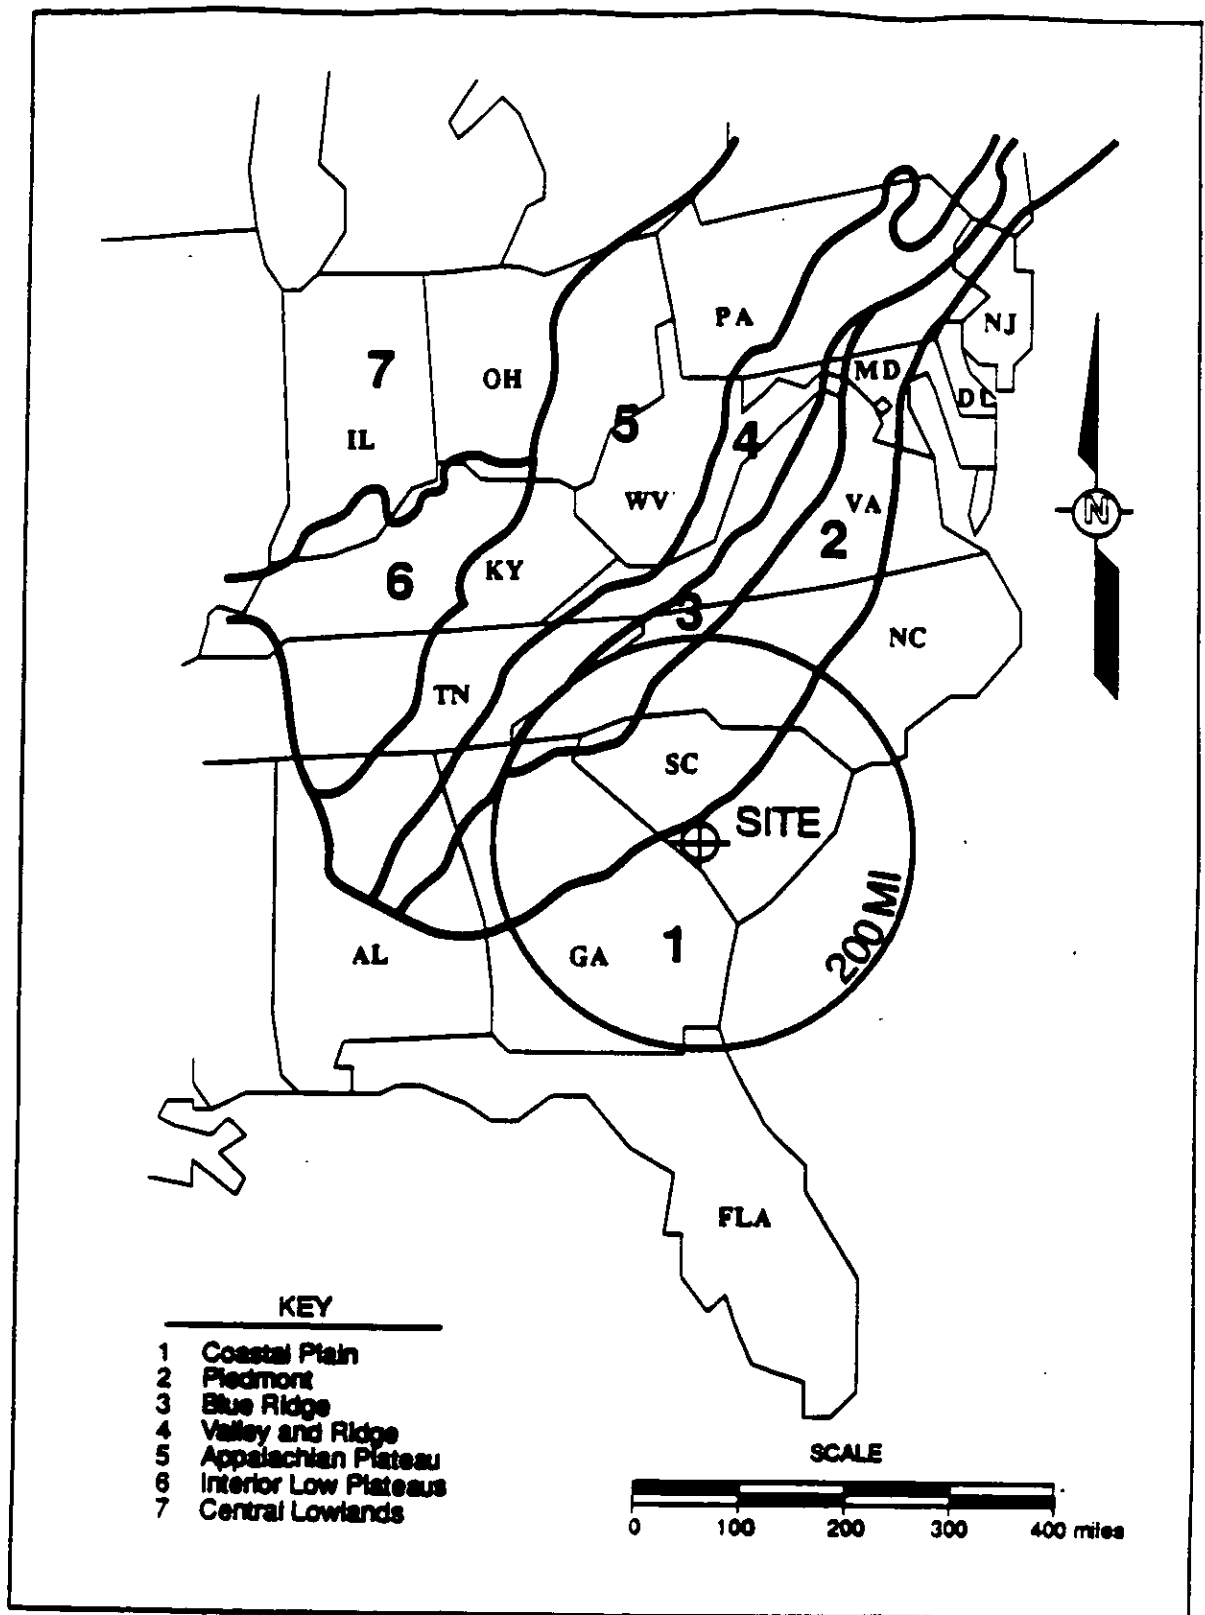 PA
NJ
7
OH
MD
DE
IL
5
4
WV
VA
2
6
KY
3
NC
N
TN
SC
SITE
200 MI
AL
GA
1
FLA
KEY
1 Coastal Plain
2 Piedmont
3 Blue Ridge
4 Valley and Ridge
5 Appalachian Plateau
6 Interior Low Plateaus
7 Central Lowlands
SCALE
0 100 200 300 400 miles